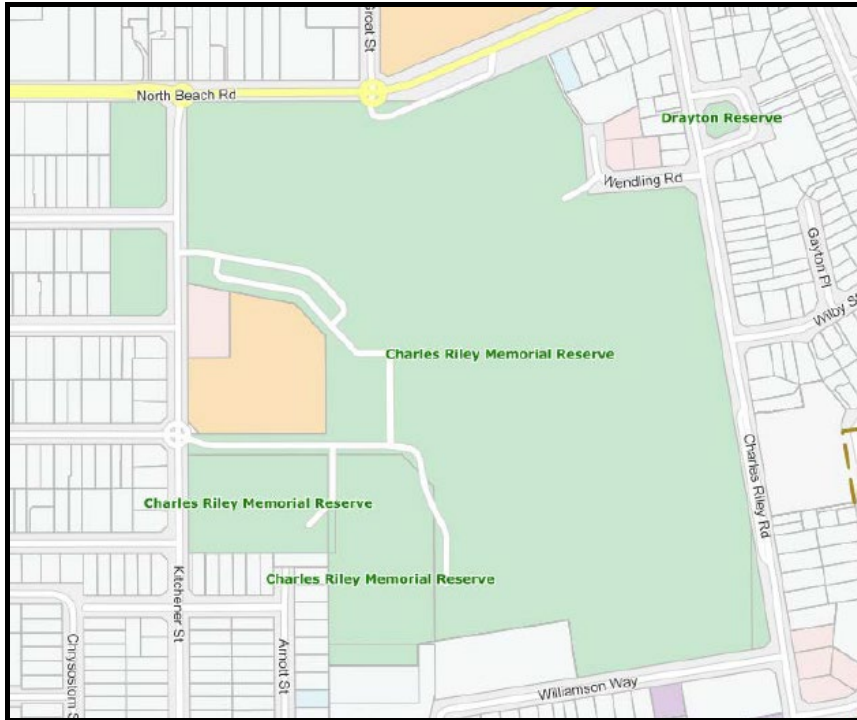 Groat St
North Beach Rd
Drayton Reserve
Wendling Rd
Gayton Pl
Charles Riley Memorial Reserve
Charles Riley Rd
Charles Riley Memorial Reserve
Charles Riley Memorial Reserve
Kitchener St
Arnott St
Williamson Way